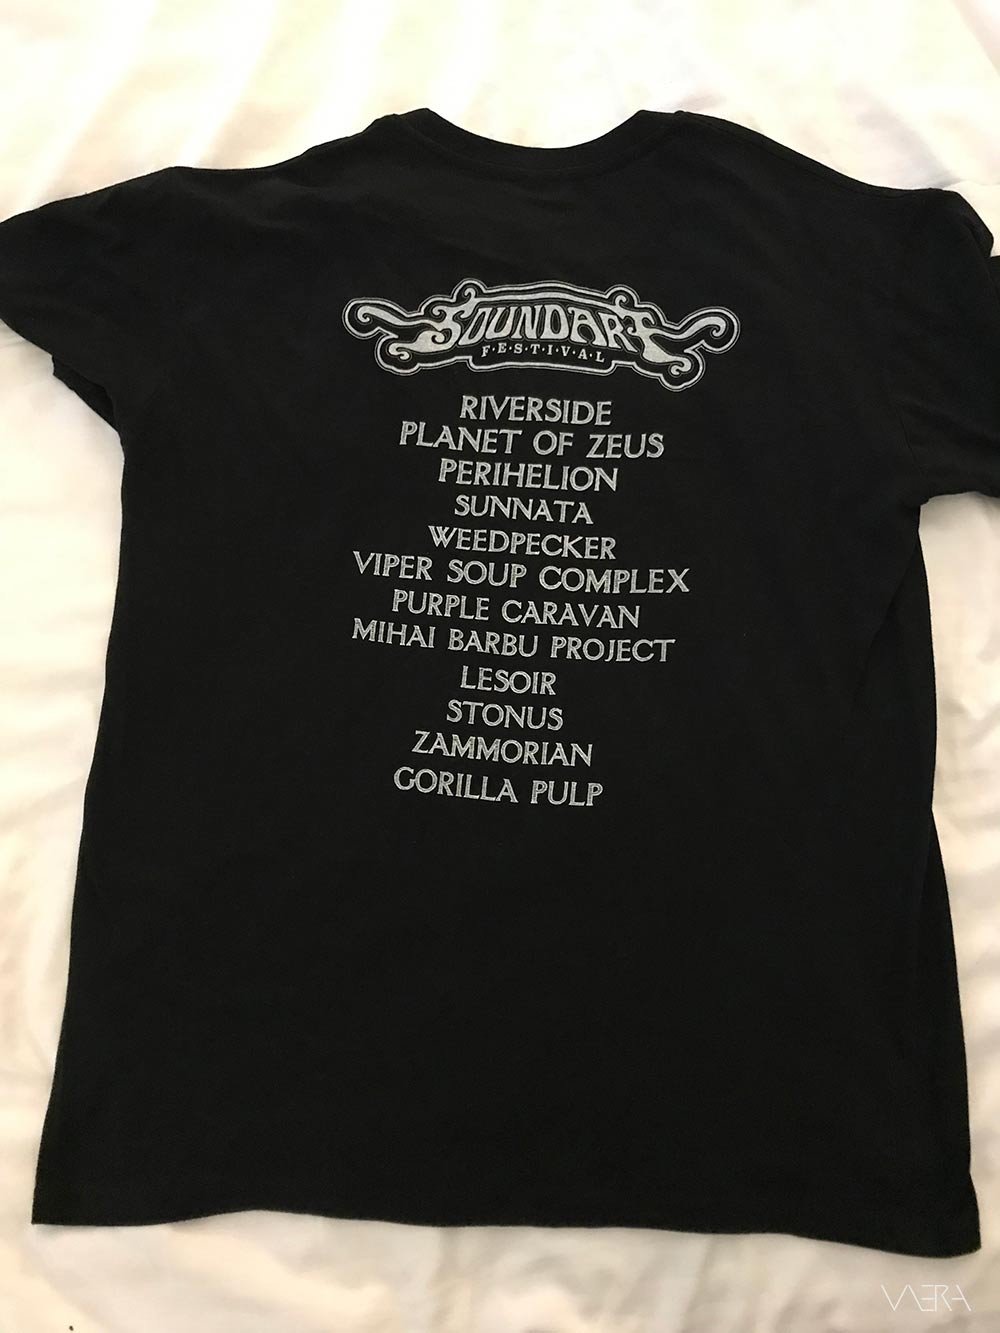 SOUNDART
F·E·S·T·I·V·A·L
RIVERSIDE
PLANET OF ZEUS
PERIHELION
SUNNATA
WEEDPECKER
VIPER SOUP COMPLEX
PURPLE CARAVAN
MIHAI BARBU PROJECT
LESOIR
STONUS
ZAMMORIAN
GORILLA PULP
VAERA